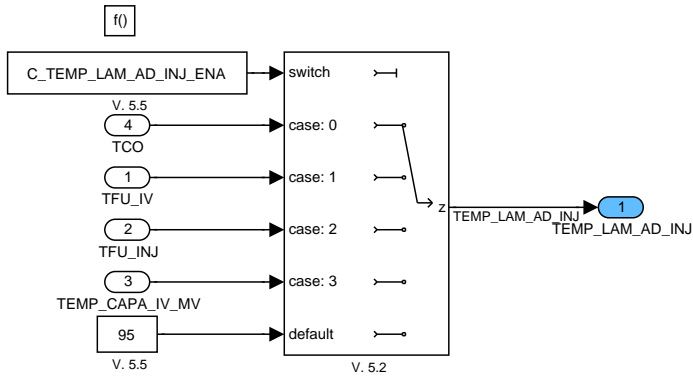 f()
C_TEMP_LAM_AD_INJ_ENA
V. 5.5
switch
4
TCO
case: 0
1
TFU_IV
case: 1
2
TFU_INJ
case: 2
3
TEMP_CAPA_IV_MV
case: 3
95
V. 5.5
default
z
V. 5.2
TEMP_LAM_AD_INJ
1
TEMP_LAM_AD_INJ